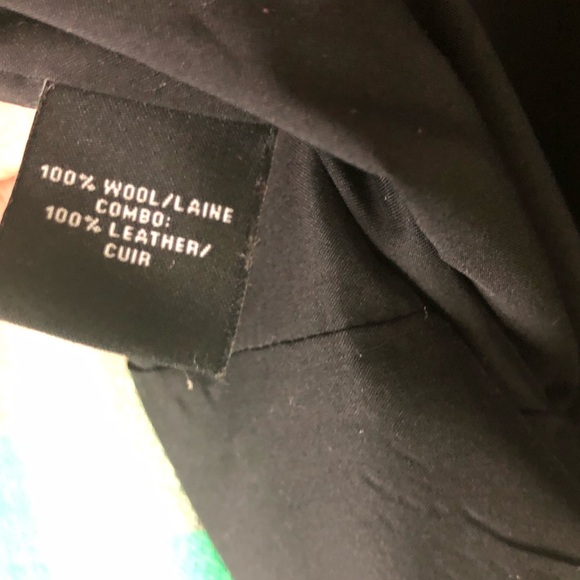 100% WOOL/LAINE
COMBO:
100% LEATHER/
CUIR